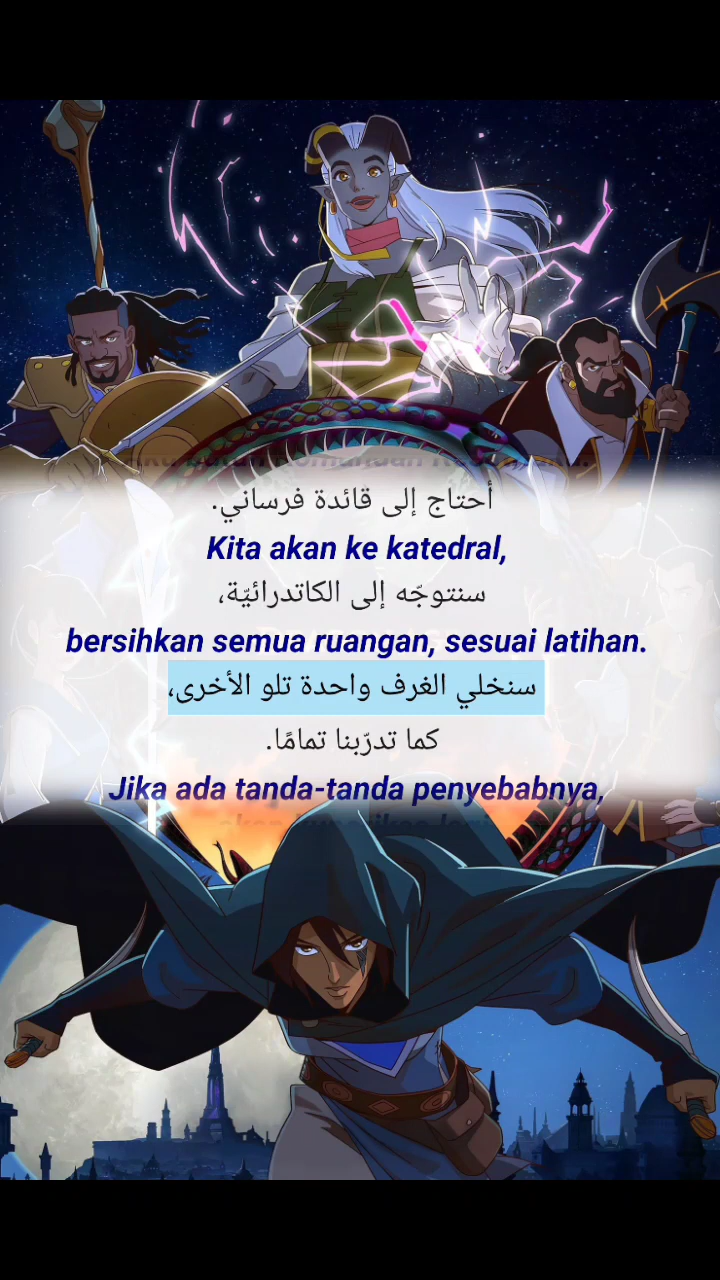 أحتاج إلى قائدة فرساني.
Kita akan ke katedral,
سنتوجّه إلى الكاتدرائيّة،
bersihkan semua ruangan, sesuai latihan.
سنخلي الغرف واحدة تلو الأخرى،
كما تدرّبنا تمامًا.
Jika ada tanda-tanda penyebabnya,